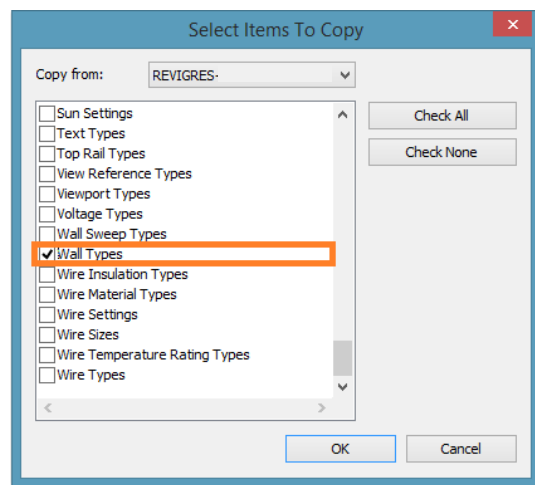 Select Items To Copy
Copy from: REVIGRES-
Sun Settings
Check All
Text Types
Top Rail Types
Check None
View Reference Types
Viewport Types
Voltage Types
Wall Sweep Types
Wall Types
Wire Insulation Types
Wire Material Types
Wire Settings
Wire Sizes
Wire Temperature Rating Types
Wire Types
OK Cancel